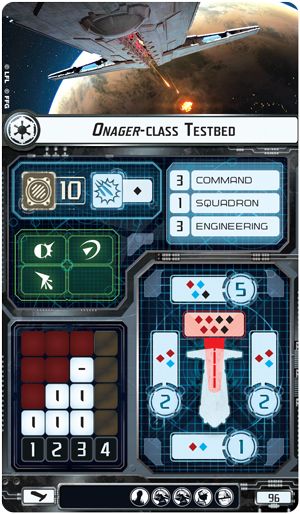 © LFL © FFG
ONAGER-CLASS TESTBED
10
3 COMMAND
1 SQUADRON
3 ENGINEERING
5
2 2
1
–
I I
I I I
1 2 3 4
96